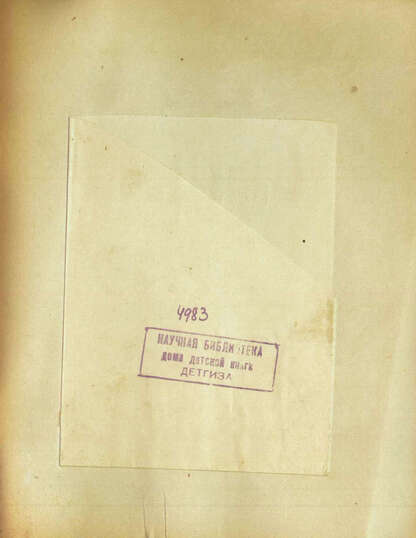 4983
НАУЧНАЯ БИБЛИОТЕКА
ДОМА ДЕТСКОЙ КНИГИ
ДЕТГИЗА